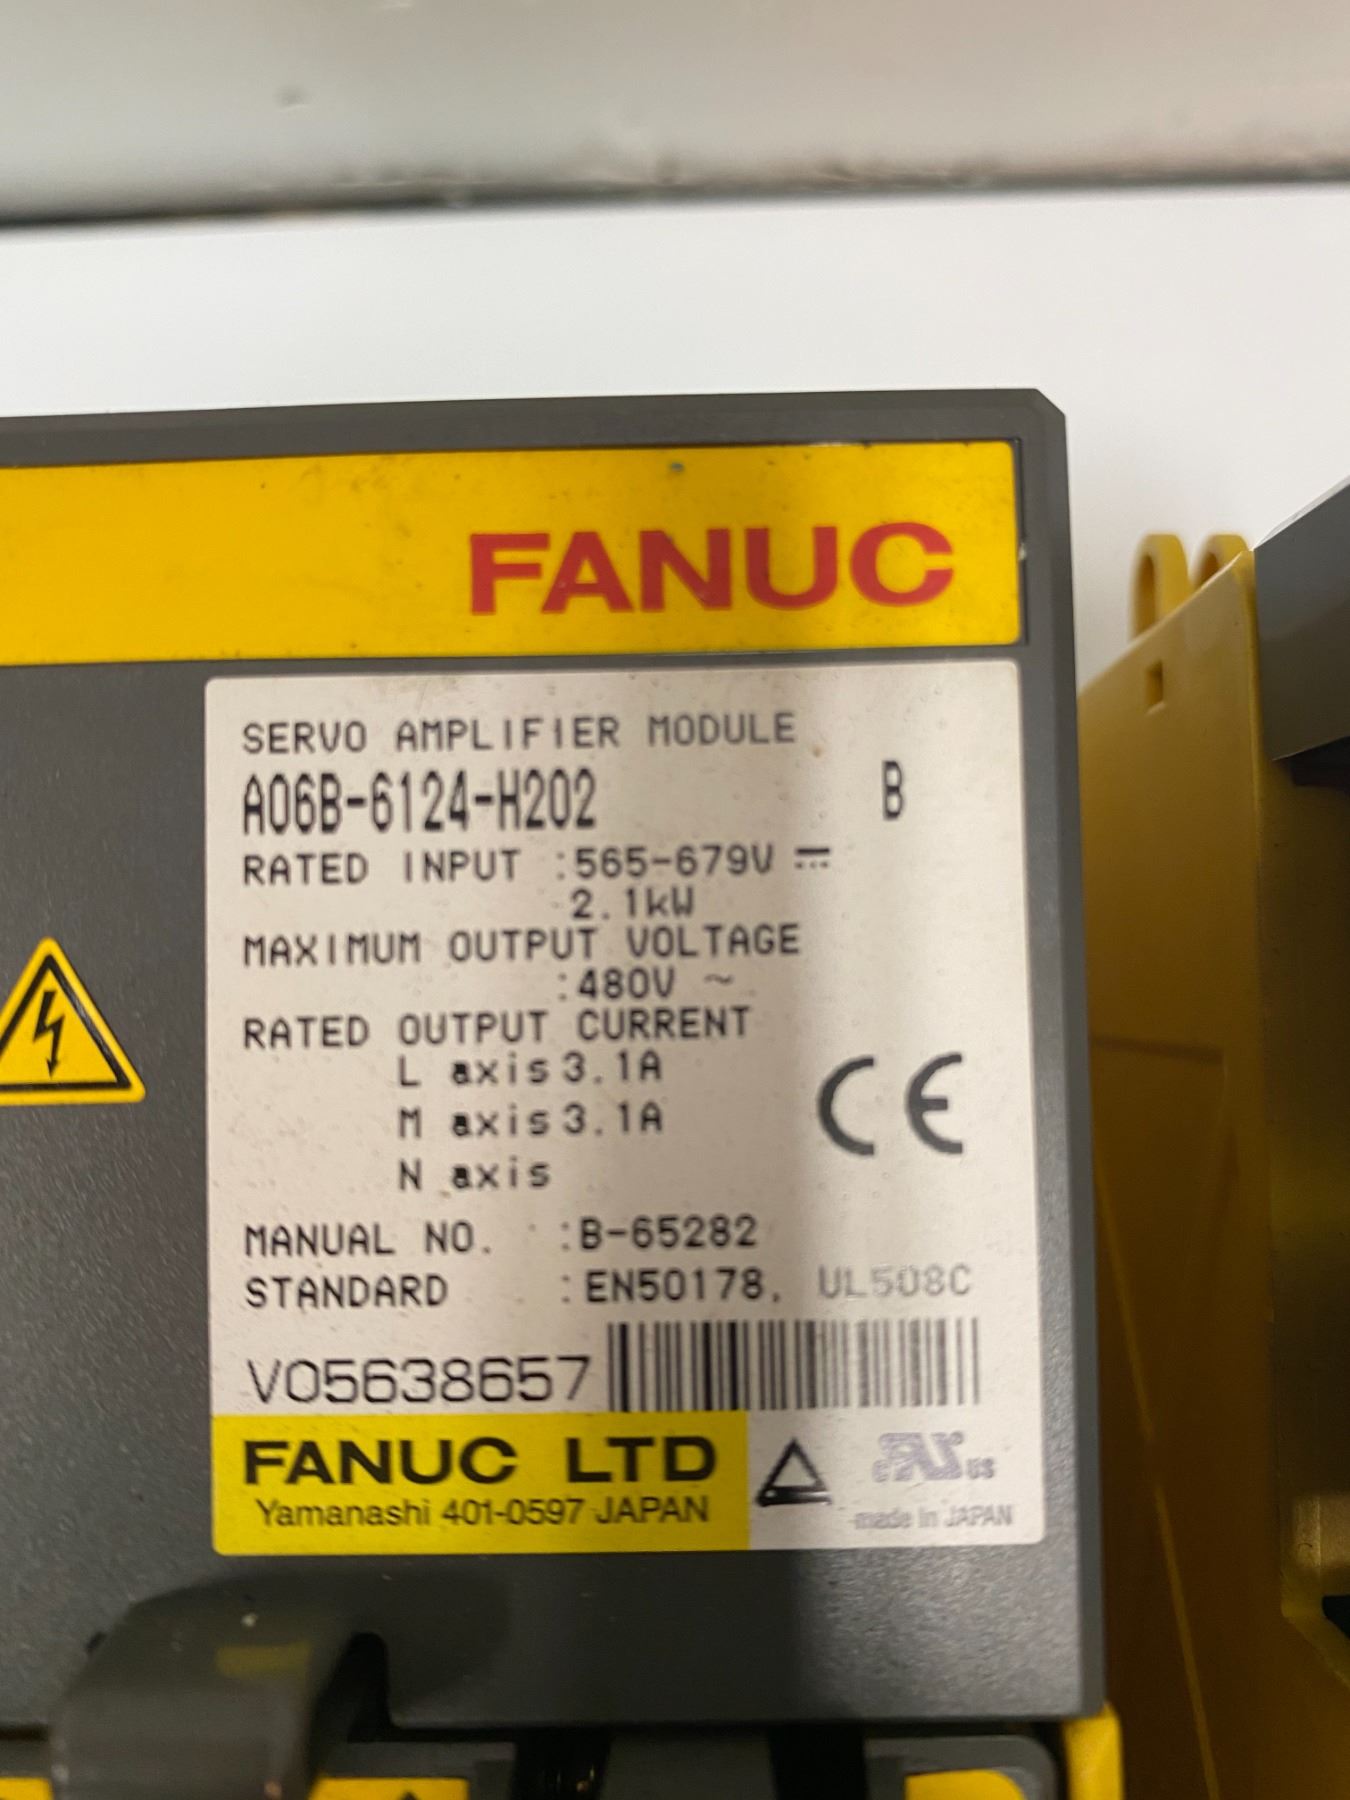 FANUC
SERVO AMPLIFIER MODULE
A06B-6124-H202 B
RATED INPUT :565-679V ⎓
2.1kW
MAXIMUM OUTPUT VOLTAGE
:480V ~
RATED OUTPUT CURRENT
L axis 3.1A
M axis 3.1A
N axis
CE
MANUAL NO. :B-65282
STANDARD :EN50178, UL508C
V05638657
FANUC LTD
Yamanashi 401-0597 JAPAN
c RU us
made in JAPAN